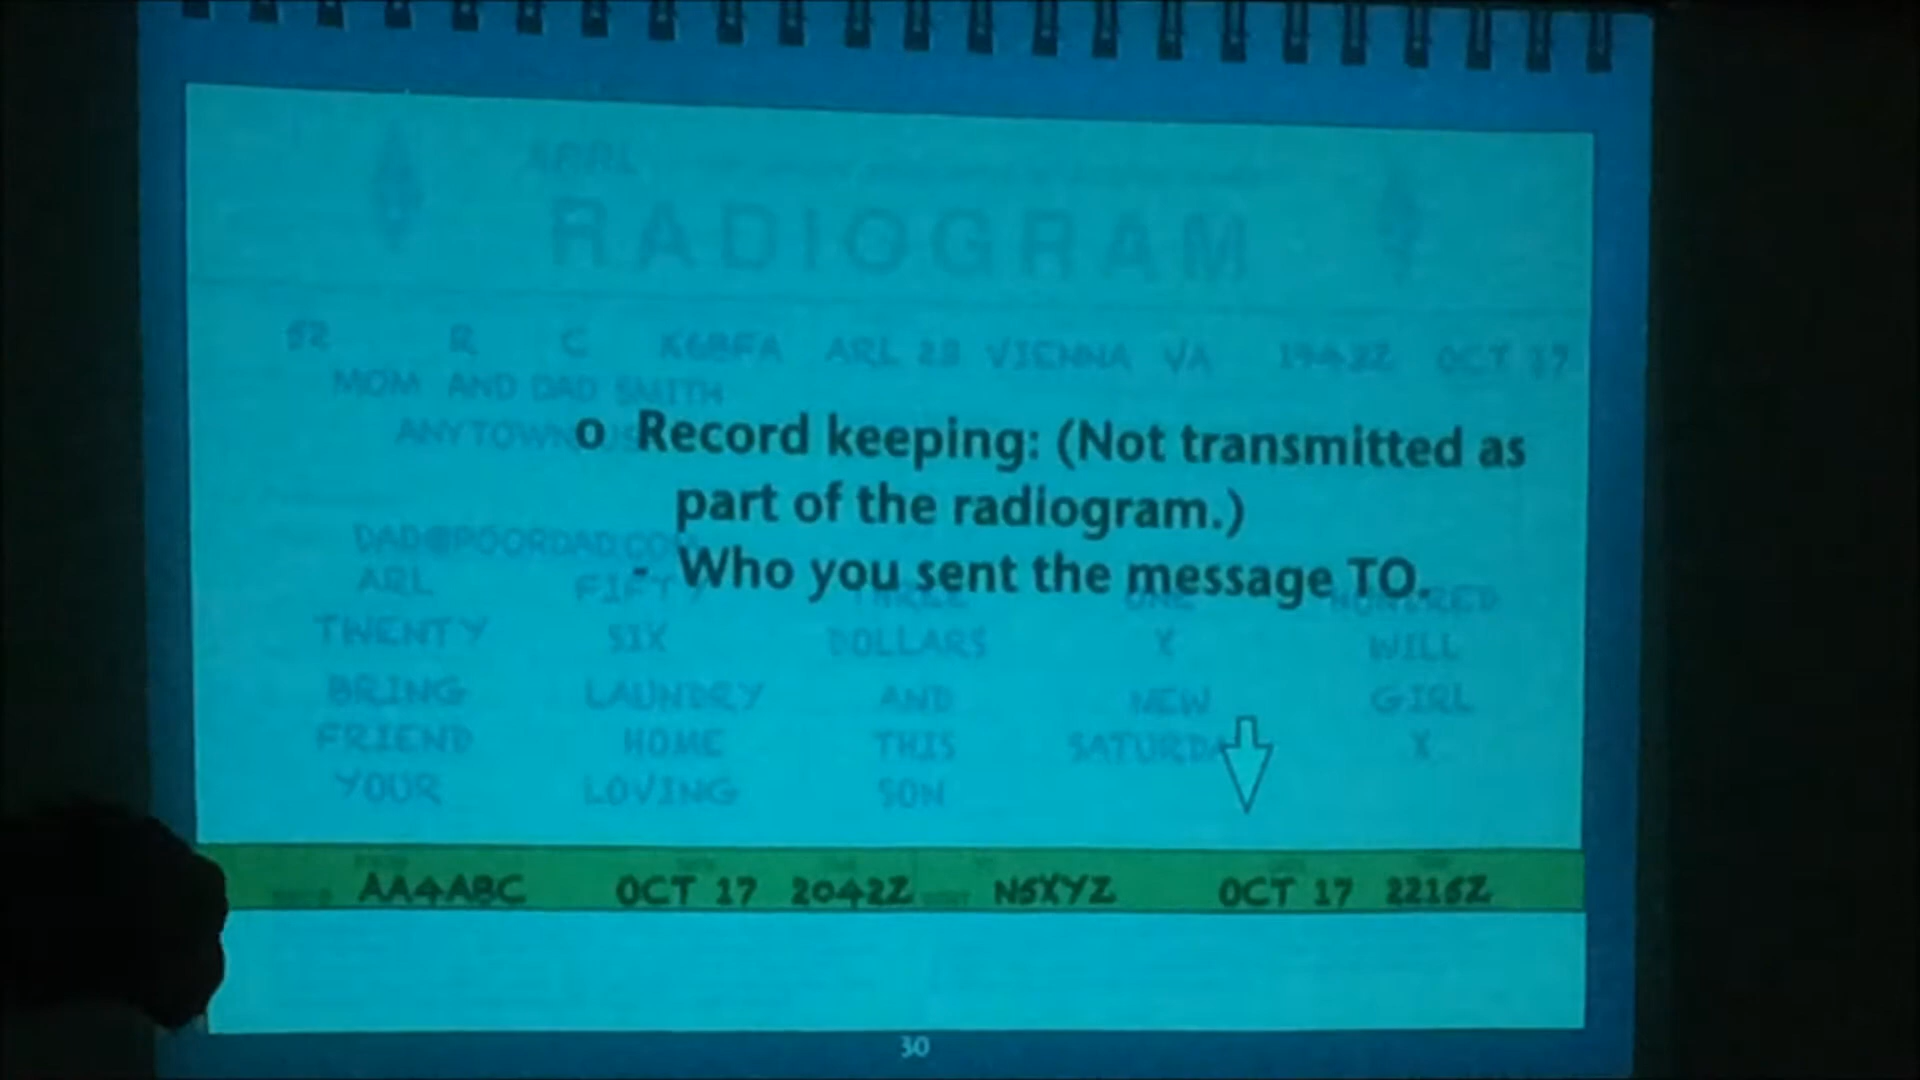 ARRL
RADIOGRAM
52 R C K6BFA ARL 28 VIENNA VA 1943Z OCT 17
MOM AND DAD SMITH
ANYTOWN
o Record keeping: (Not transmitted as
part of the radiogram.)
DAD@POORDAD.COM
- Who you sent the message TO.
ARL FIFTY THREE ONE HUNDRED
TWENTY SIX DOLLARS X WILL
BRING LAUNDRY AND NEW GIRL
FRIEND HOME THIS SATURDAY X
YOUR LOVING SON
AA4ABC OCT 17 2042Z N5XYZ OCT 17 2216Z
30